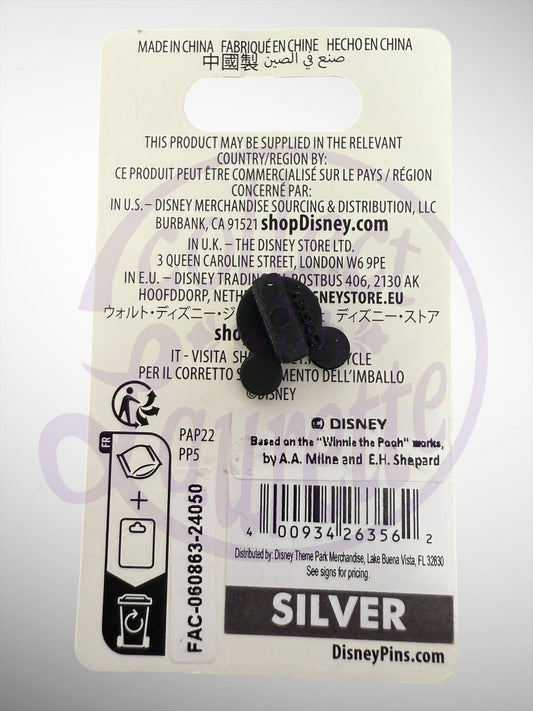 MADE IN CHINA FABRIQUÉ EN CHINE HECHO EN CHINA
中國製 صنع في الصين
THIS PRODUCT MAY BE SUPPLIED IN THE RELEVANT
COUNTRY/REGION BY:
CE PRODUIT PEUT ÊTRE COMMERCIALISÉ SUR LE PAYS / RÉGION
CONCERNÉ PAR:
IN U.S. – DISNEY MERCHANDISE SOURCING & DISTRIBUTION, LLC
BURBANK, CA 91521 shopDisney.com
IN U.K. – THE DISNEY STORE LTD.
3 QUEEN CAROLINE STREET, LONDON W6 9PE
IN E.U. – DISNEY TRADING POSTBUS 406, 2130 AK
HOOFDDORP, DISNEYSTORE.EU
ウォルト・ディズニー・ジ ディズニー・ストア
IT - VISITA
PER IL CORRETTO DELL'IMBALLO
©DISNEY
© DISNEY
Based on the "Winnie the Pooh" works,
by A.A. Milne and E.H. Shepard
FR
PAP22
PP5
+
FAC-060863-24050
4 00934 26356 2
Distributed by: Disney Theme Park Merchandise, Lake Buena Vista, FL 32830
See signs for pricing.
SILVER
DisneyPins.com
Collect
Laurette